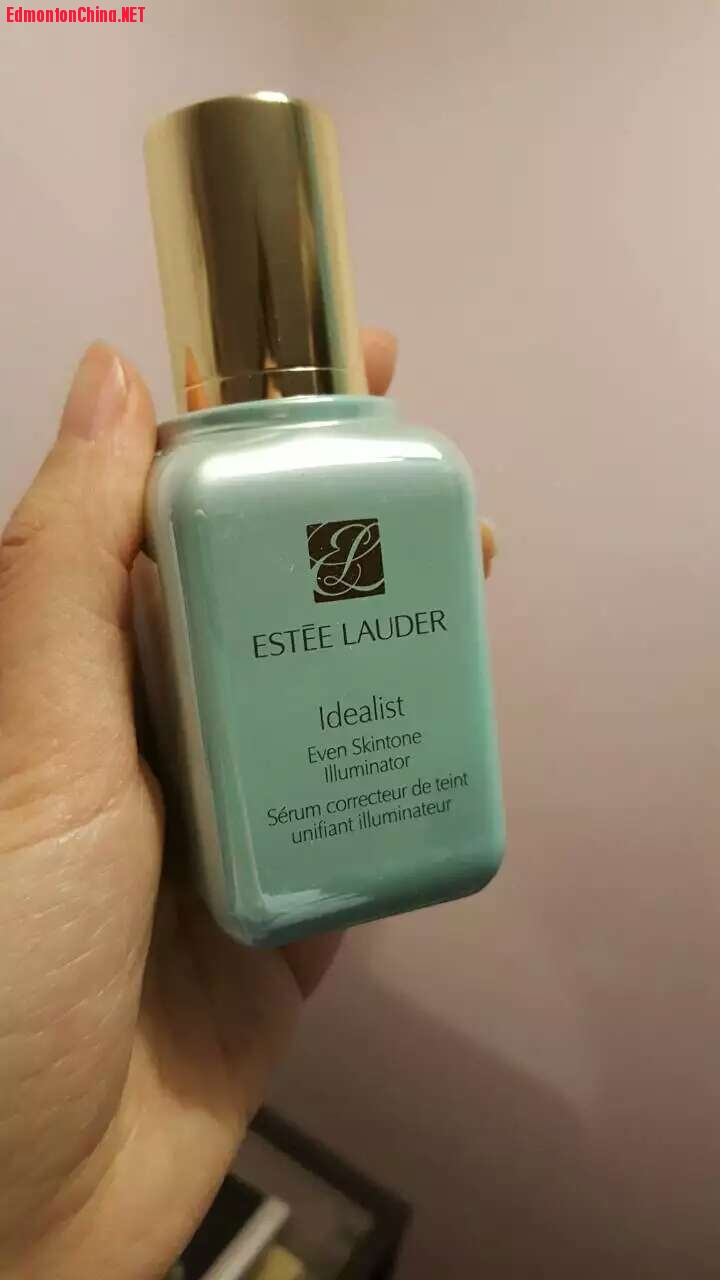 EdmontonChina.NET
ESTĒE LAUDER
Idealist
Even Skintone
Illuminator
Sérum correcteur de teint
unifiant illuminateur